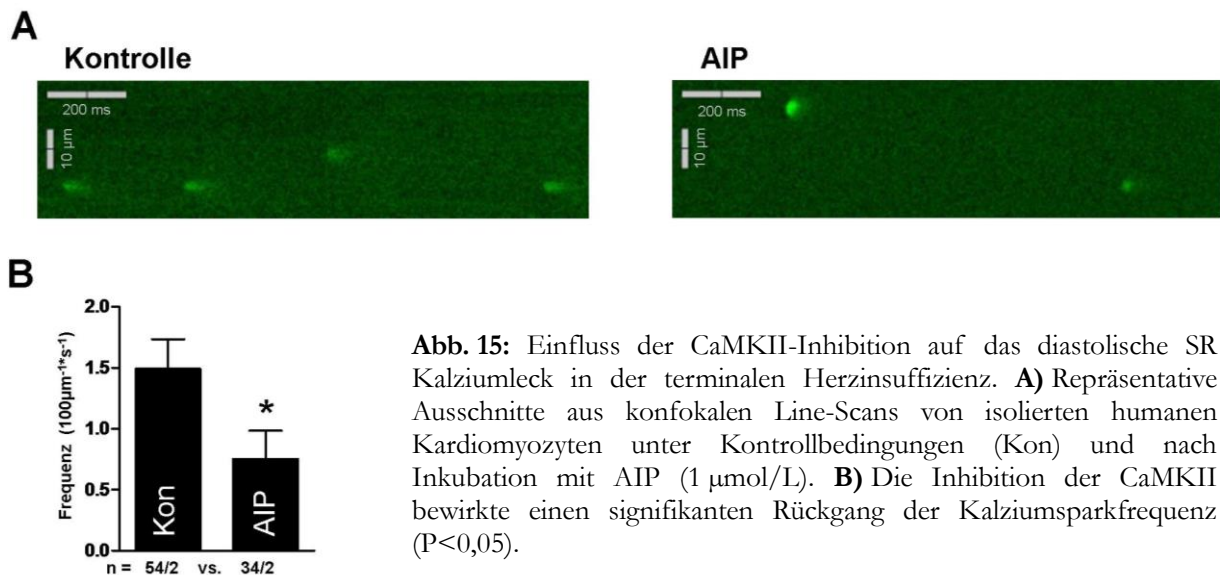 A
Kontrolle
AIP
200 ms
10 µm
200 ms
10 µm
B
Frequenz (100µm⁻¹*s⁻¹)
2.0
1.5
1.0
0.5
0.0
*
Kon
AIP
n = 54/2 vs. 34/2
Abb. 15: Einfluss der CaMKII-Inhibition auf das diastolische SR
Kalziumleck in der terminalen Herzinsuffizienz. A) Repräsentative
Ausschnitte aus konfokalen Line-Scans von isolierten humanen
Kardiomyozyten unter Kontrollbedingungen (Kon) und nach
Inkubation mit AIP (1 µmol/L). B) Die Inhibition der CaMKII
bewirkte einen signifikanten Rückgang der Kalziumsparkfrequenz
(P<0,05).